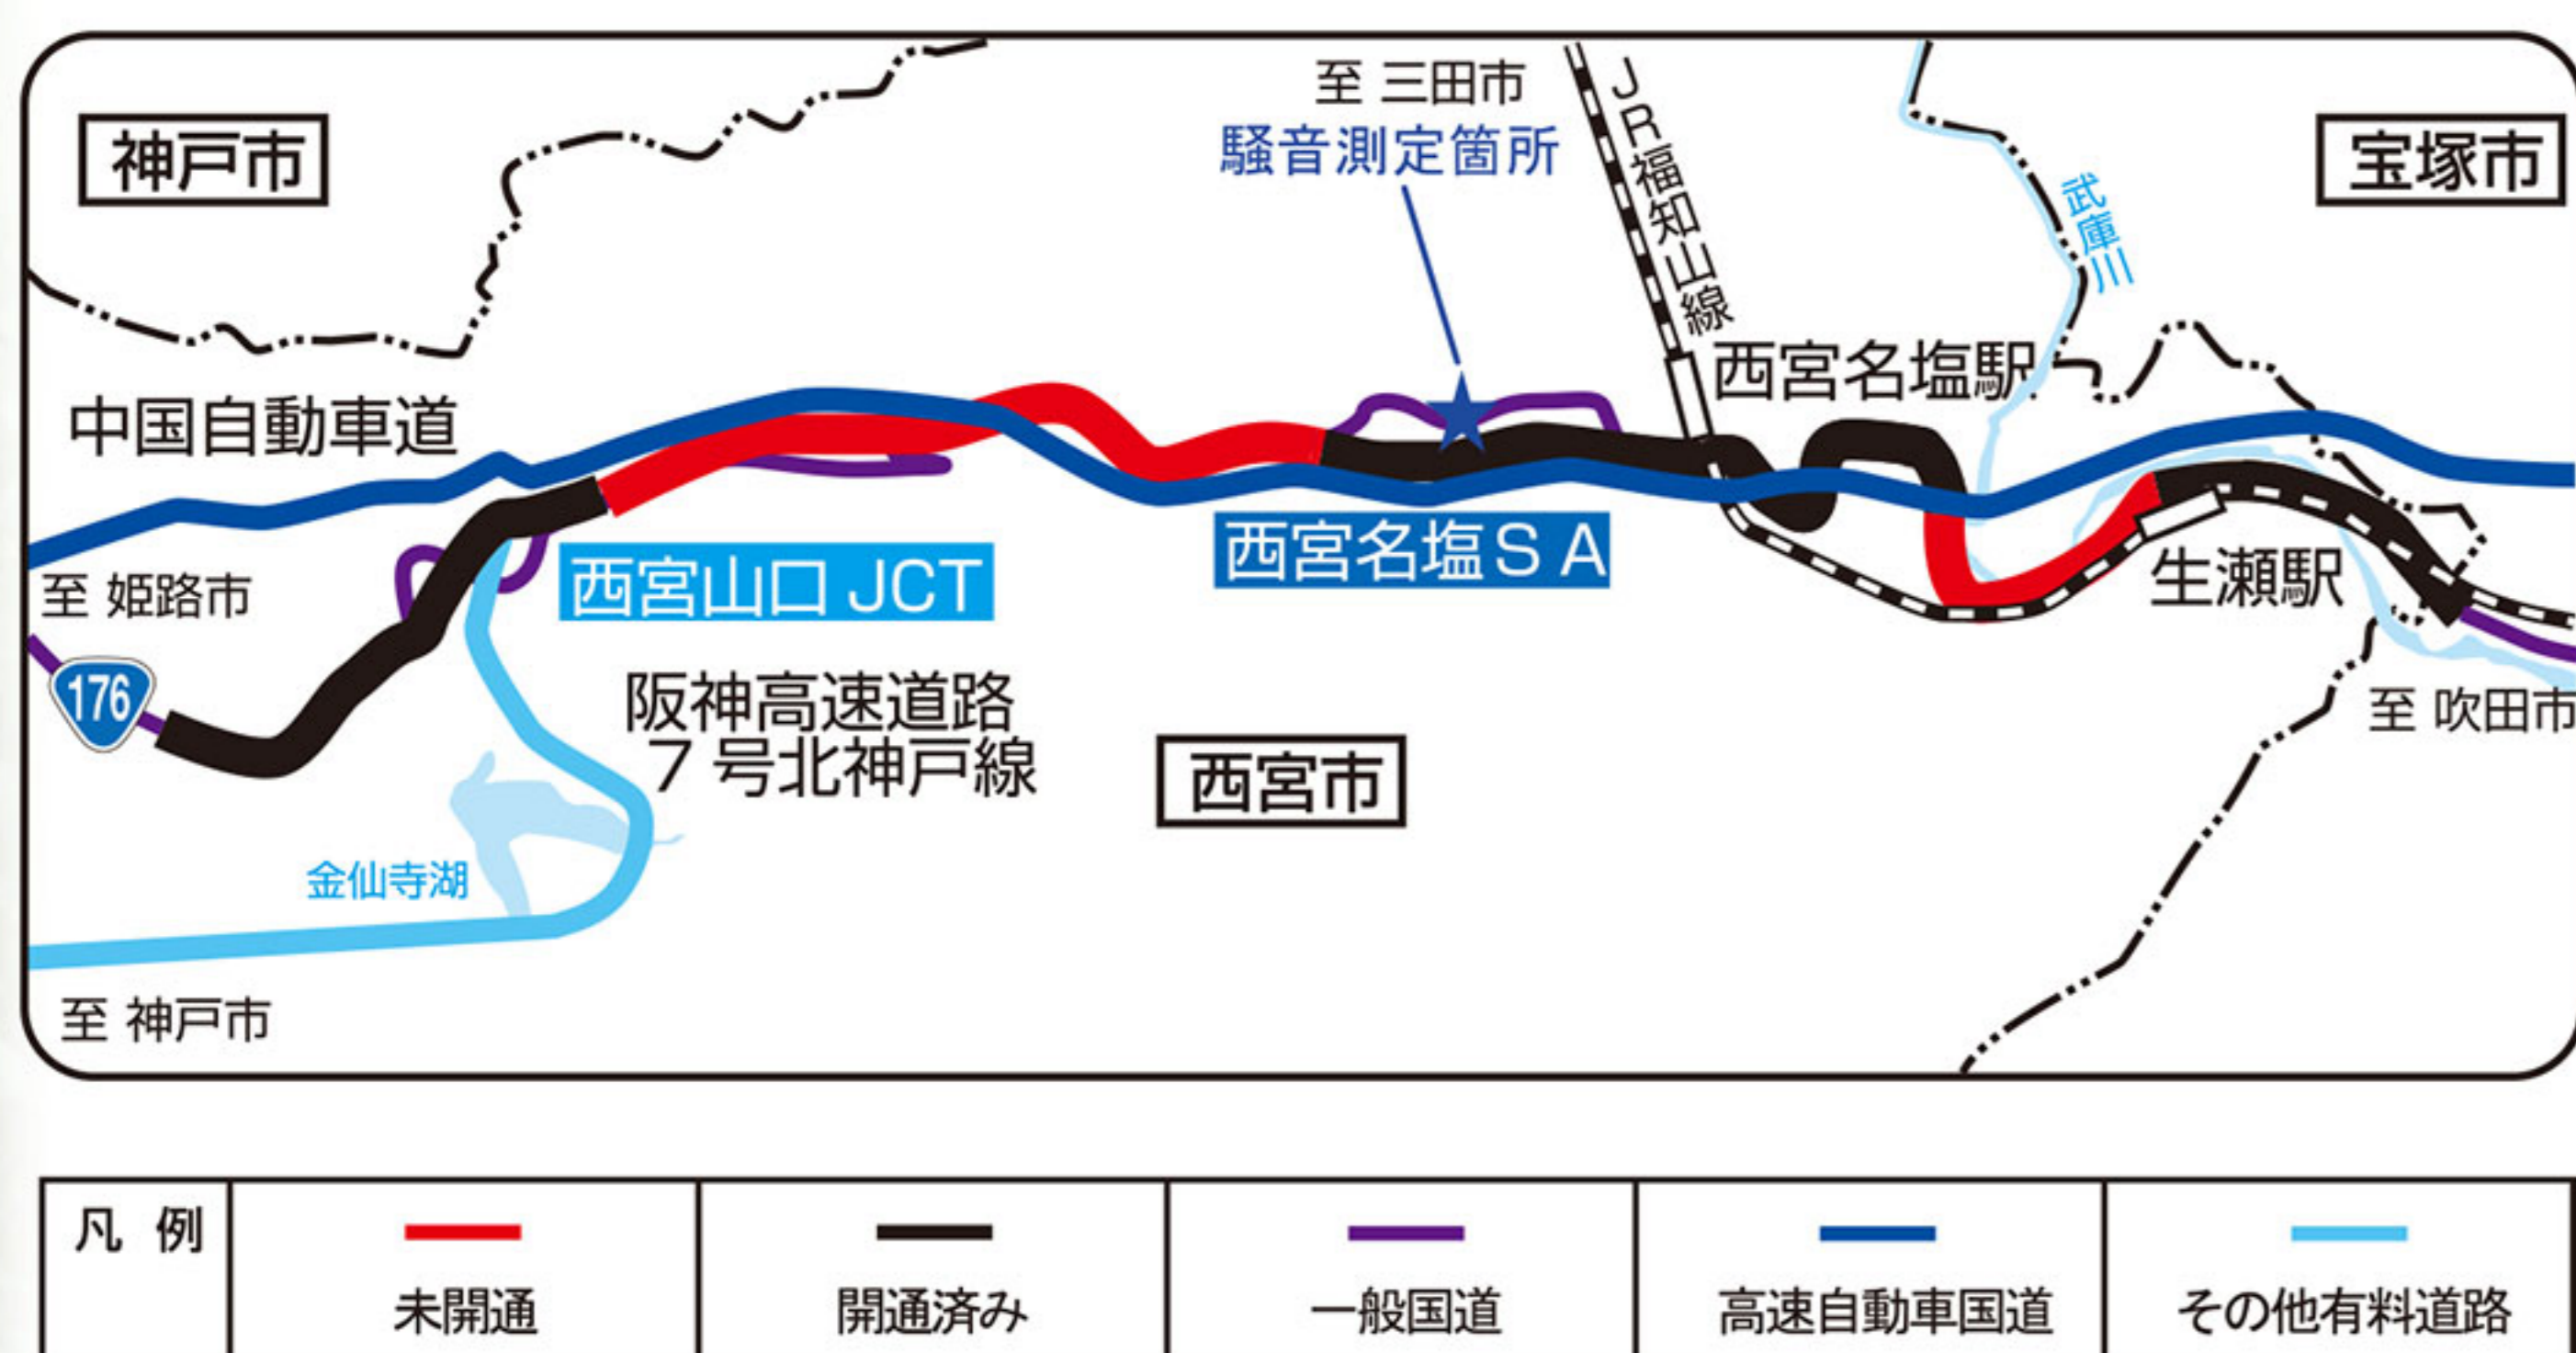 神戸市
至 三田市
騒音測定箇所
JR福知山線
武庫川
宝塚市
中国自動車道
西宮名塩駅
至 姫路市
西宮山口 JCT
西宮名塩SA
生瀬駅
176
阪神高速道路
7号北神戸線
西宮市
至 吹田市
金仙寺湖
至 神戸市
凡 例
未開通
開通済み
一般国道
高速自動車国道
その他有料道路